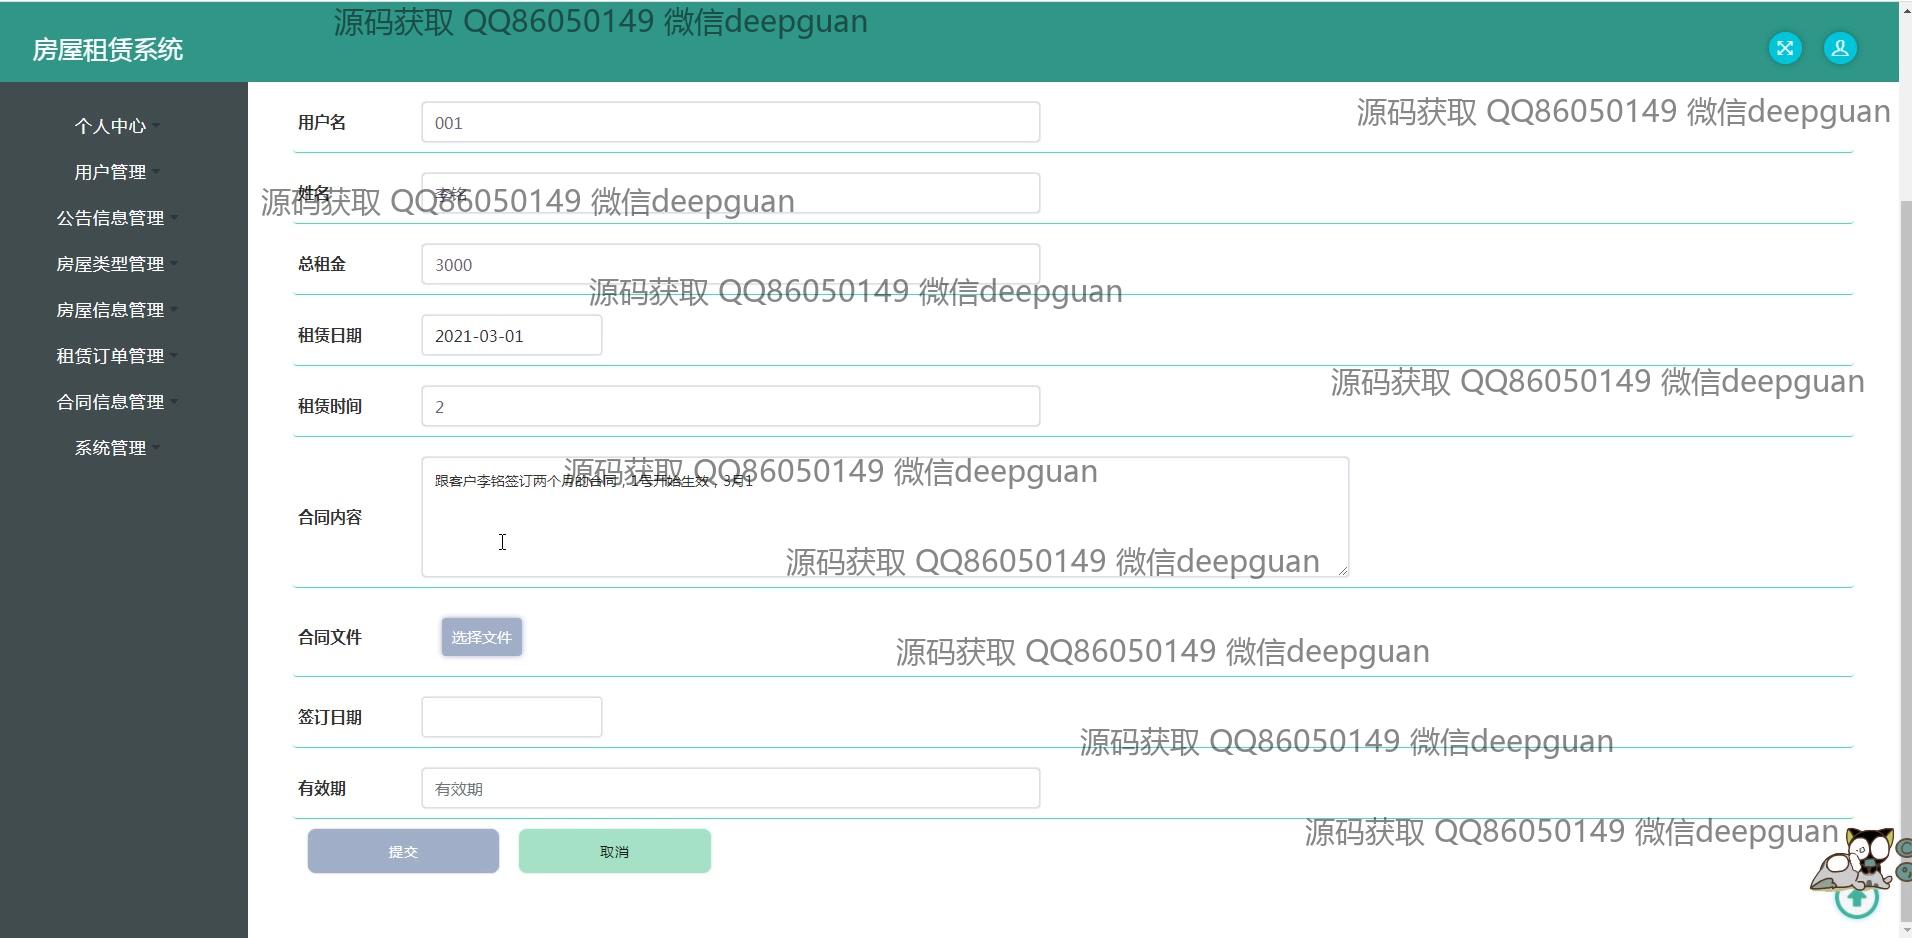 源码获取 QQ86050149 微信deepguan
房屋租赁系统
个人中心
用户管理
公告信息管理
房屋类型管理
房屋信息管理
租赁订单管理
合同信息管理
系统管理
用户名 001
源码获取 QQ86050149 微信deepguan
姓名 李铭
源码获取 QQ86050149 微信deepguan
总租金 3000
源码获取 QQ86050149 微信deepguan
租赁日期 2021-03-01
源码获取 QQ86050149 微信deepguan
租赁时间 2
源码获取 QQ86050149 微信deepguan
跟客户李铭签订两个月的合同，1号开始生效，3月1
合同内容
源码获取 QQ86050149 微信deepguan
合同文件 选择文件
源码获取 QQ86050149 微信deepguan
签订日期
源码获取 QQ86050149 微信deepguan
有效期 有效期
源码获取 QQ86050149 微信deepguan
提交 取消